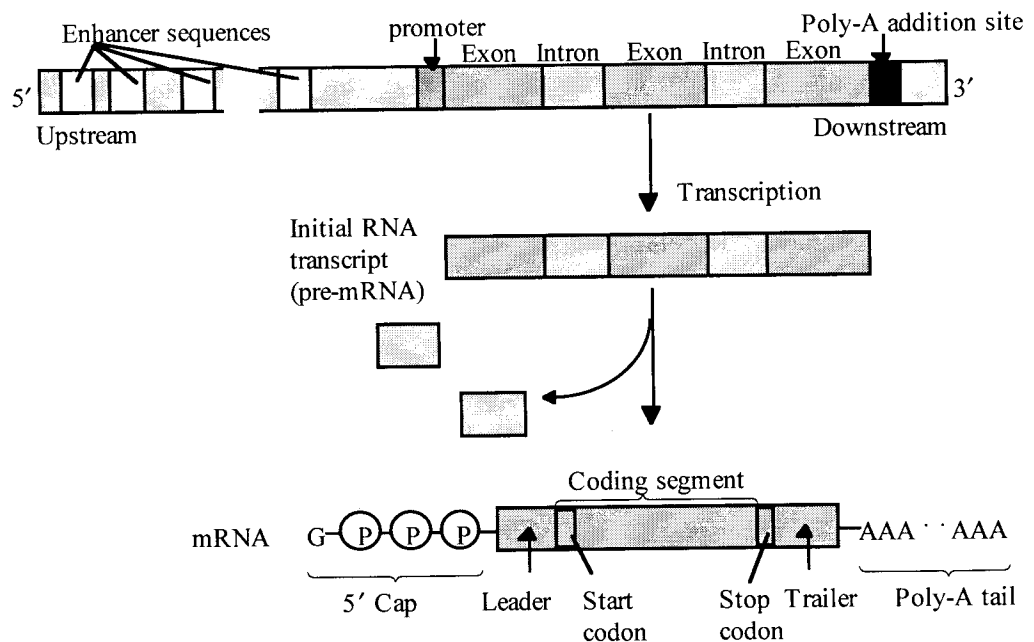 Enhancer sequences
promoter
Poly-A addition site
Exon Intron Exon Intron Exon
5′
3′
Upstream
Downstream
Transcription
Initial RNA
transcript
(pre-mRNA)
Coding segment
mRNA
G P P P
AAA ·· AAA
5′ Cap
Leader
Start
codon
Stop
codon
Trailer
Poly-A tail